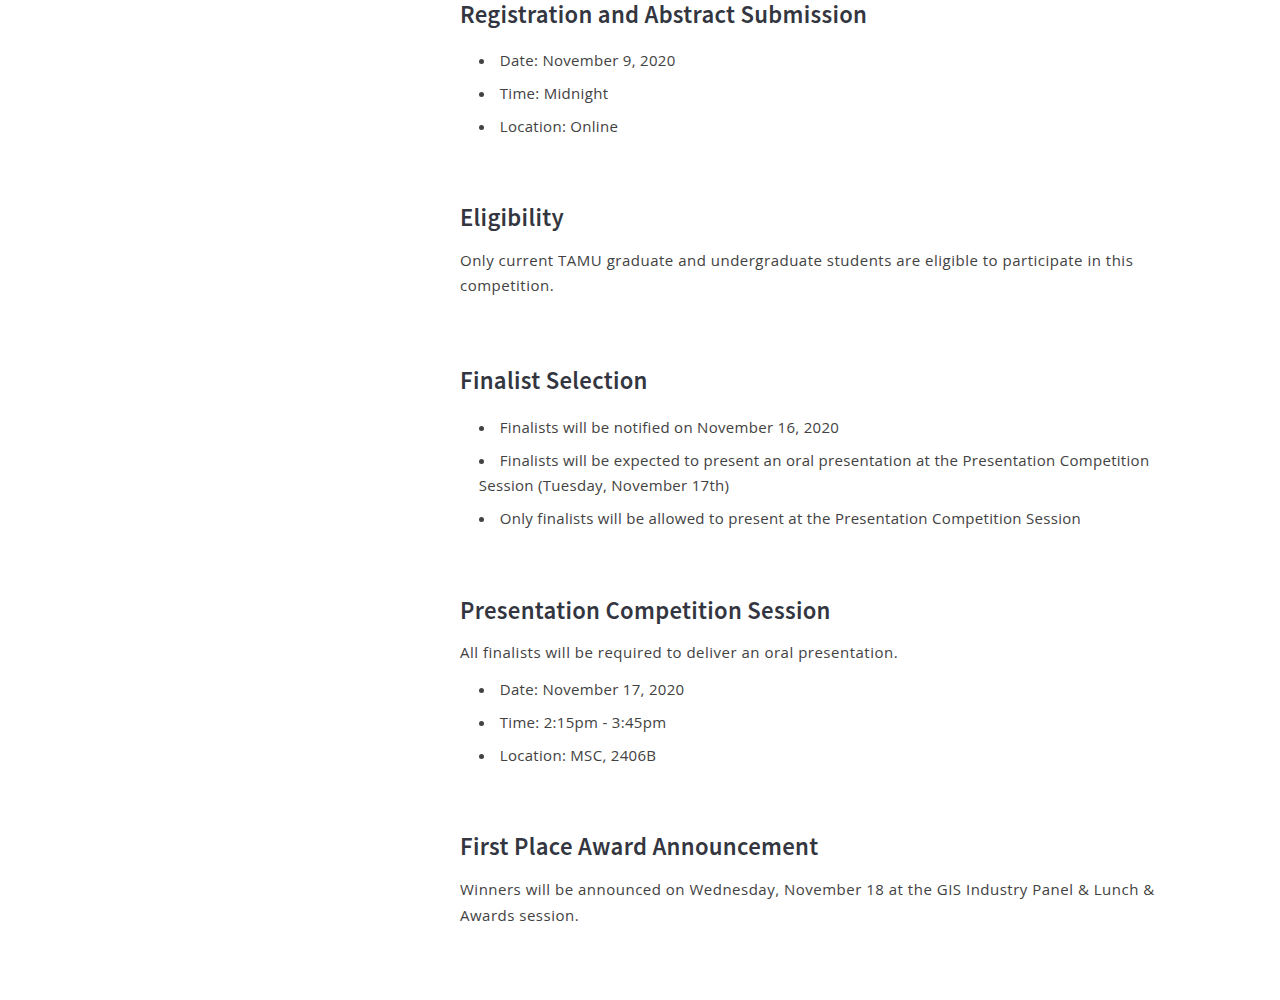 Registration and Abstract Submission
• Date: November 9, 2020
• Time: Midnight
• Location: Online
Eligibility
Only current TAMU graduate and undergraduate students are eligible to participate in this
competition.
Finalist Selection
• Finalists will be notified on November 16, 2020
• Finalists will be expected to present an oral presentation at the Presentation Competition
Session (Tuesday, November 17th)
• Only finalists will be allowed to present at the Presentation Competition Session
Presentation Competition Session
All finalists will be required to deliver an oral presentation.
• Date: November 17, 2020
• Time: 2:15pm - 3:45pm
• Location: MSC, 2406B
First Place Award Announcement
Winners will be announced on Wednesday, November 18 at the GIS Industry Panel & Lunch &
Awards session.